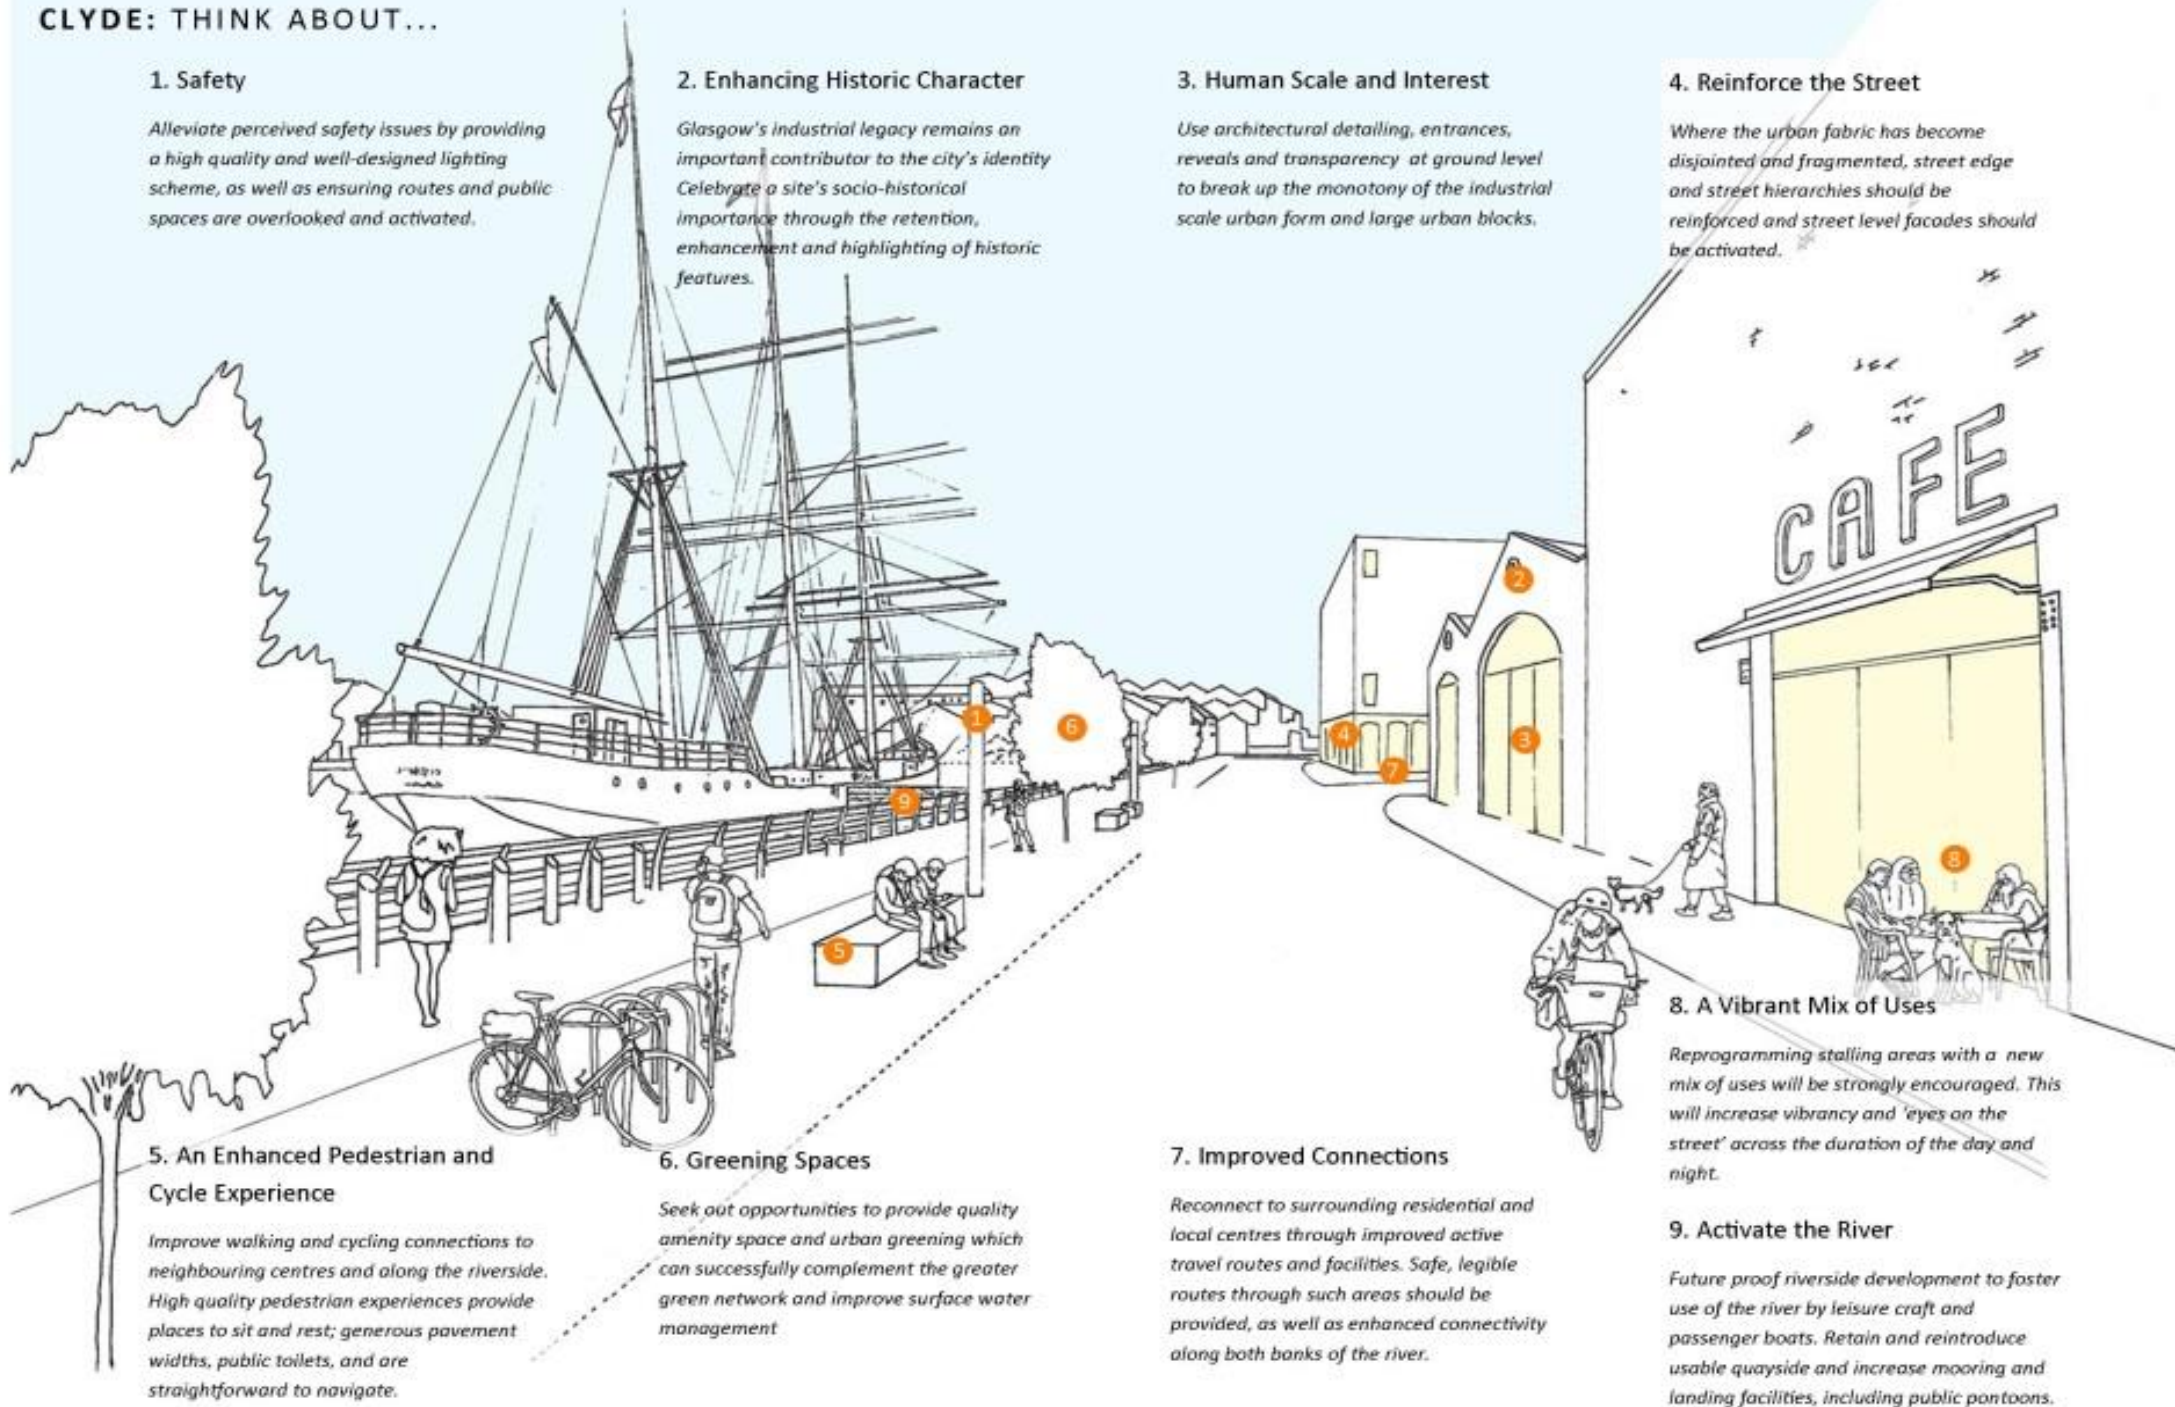 CLYDE: THINK ABOUT...
1. Safety
Alleviate perceived safety issues by providing
a high quality and well-designed lighting
scheme, as well as ensuring routes and public
spaces are overlooked and activated.
2. Enhancing Historic Character
Glasgow's industrial legacy remains an
important contributor to the city's identity
Celebrate a site's socio-historical
importance through the retention,
enhancement and highlighting of historic
features.
3. Human Scale and Interest
Use architectural detailing, entrances,
reveals and transparency at ground level
to break up the monotony of the industrial
scale urban form and large urban blocks.
4. Reinforce the Street
Where the urban fabric has become
disjointed and fragmented, street edge
and street hierarchies should be
reinforced and street level facades should
be activated.
CAFE
2
1
6
4
3
7
9
8
5
5. An Enhanced Pedestrian and
Cycle Experience
Improve walking and cycling connections to
neighbouring centres and along the riverside.
High quality pedestrian experiences provide
places to sit and rest; generous pavement
widths, public toilets, and are
straightforward to navigate.
6. Greening Spaces
Seek out opportunities to provide quality
amenity space and urban greening which
can successfully complement the greater
green network and improve surface water
management
7. Improved Connections
Reconnect to surrounding residential and
local centres through improved active
travel routes and facilities. Safe, legible
routes through such areas should be
provided, as well as enhanced connectivity
along both banks of the river.
8. A Vibrant Mix of Uses
Reprogramming stalling areas with a new
mix of uses will be strongly encouraged. This
will increase vibrancy and 'eyes on the
street' across the duration of the day and
night.
9. Activate the River
Future proof riverside development to foster
use of the river by leisure craft and
passenger boats. Retain and reintroduce
usable quayside and increase mooring and
landing facilities, including public pontoons.